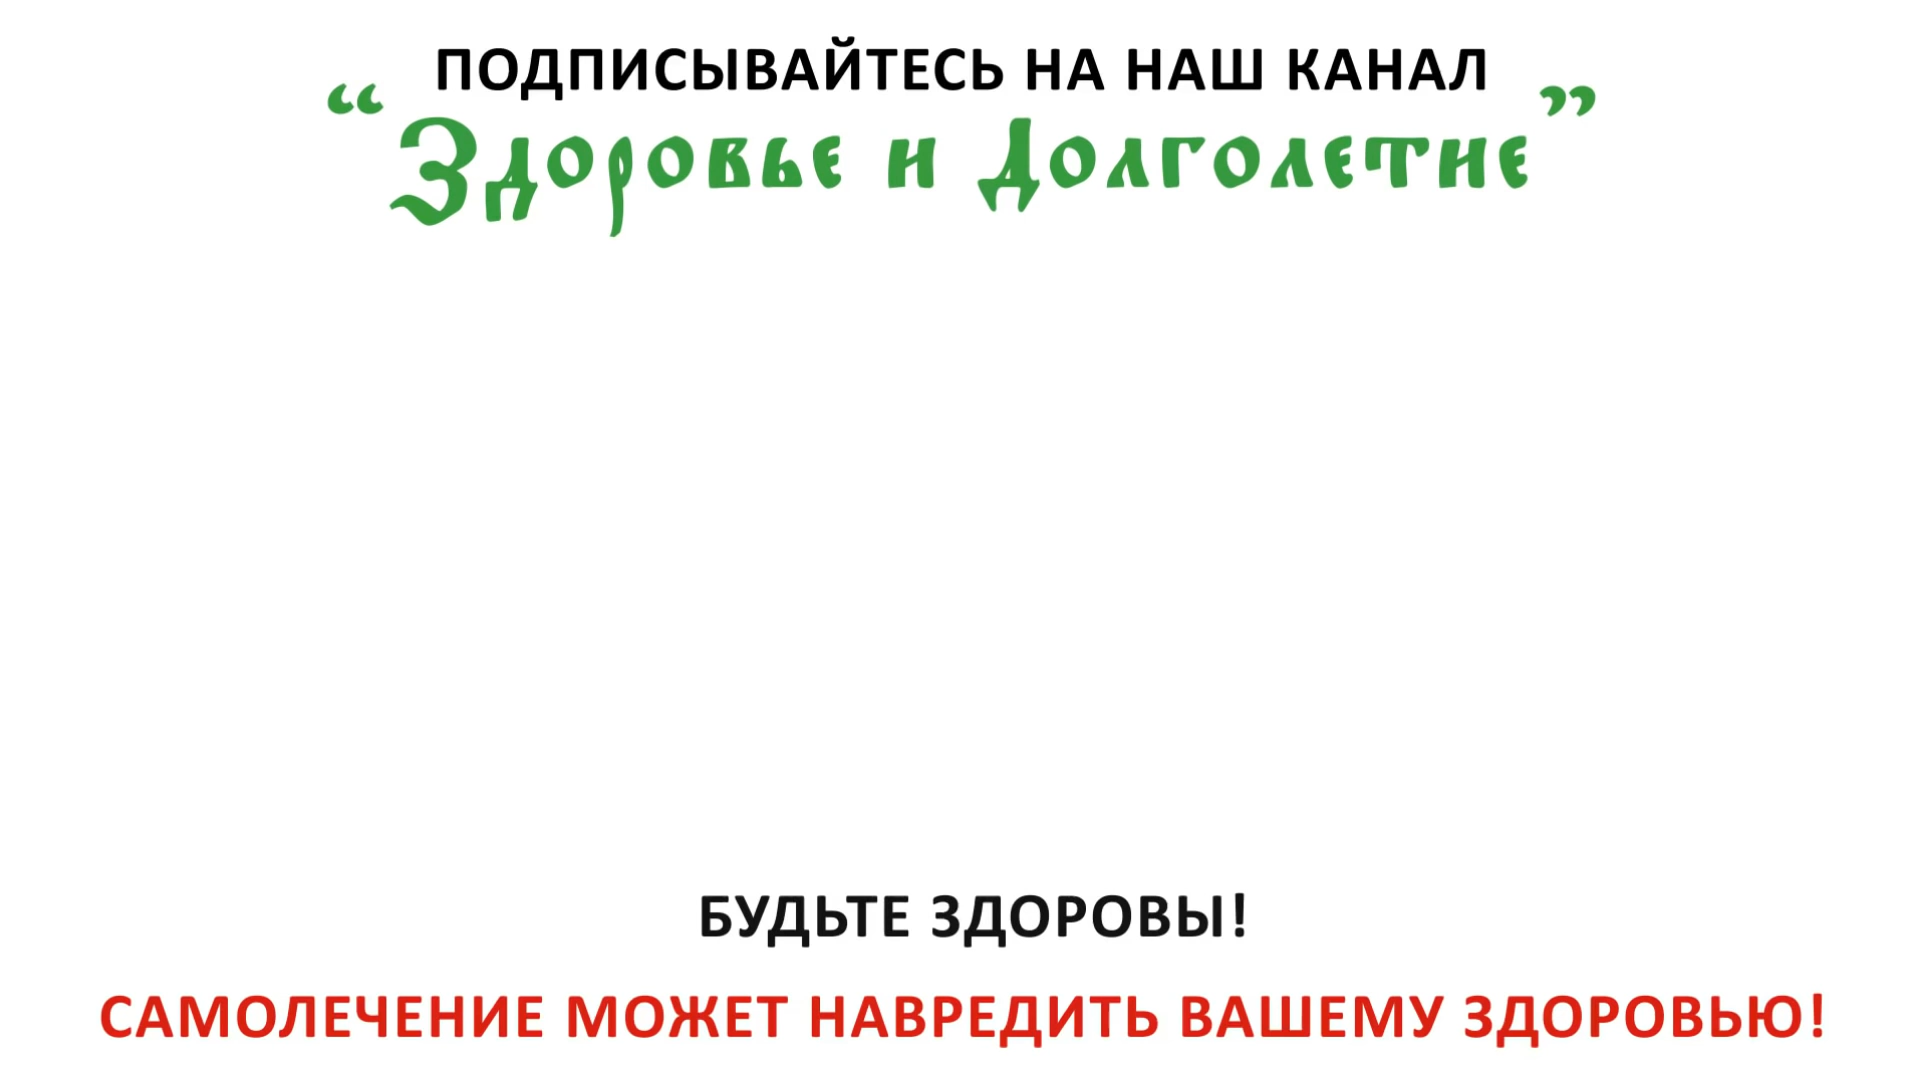 ПОДПИСЫВАЙТЕСЬ НА НАШ КАНАЛ
“Здоровье и Долголетие”
БУДЬТЕ ЗДОРОВЫ!
САМОЛЕЧЕНИЕ МОЖЕТ НАВРЕДИТЬ ВАШЕМУ ЗДОРОВЬЮ!